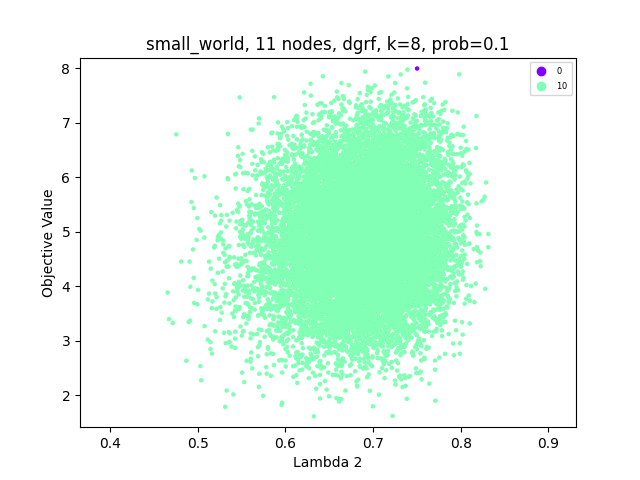 small_world, 11 nodes, dgrf, k=8, prob=0.1
0
10
8
7
6
5
4
3
2
Objective Value
0.4 0.5 0.6 0.7 0.8 0.9
Lambda 2